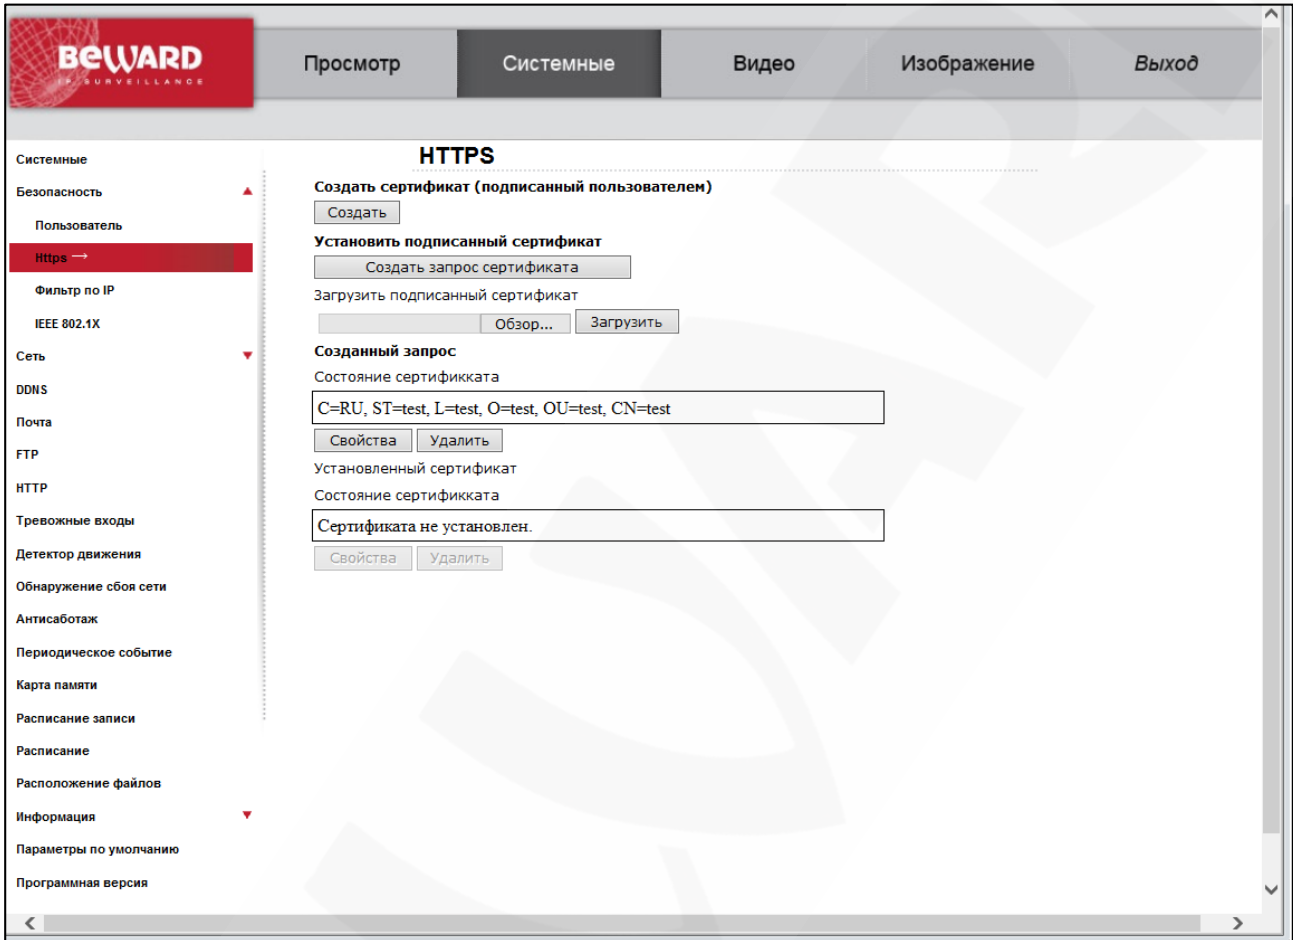 BEWARD
IP SURVEILLANCE
Просмотр
Системные
Видео
Изображение
Выход
Системные
Безопасность
Пользователь
Https →
Фильтр по IP
IEEE 802.1X
Сеть
DDNS
Почта
FTP
HTTP
Тревожные входы
Детектор движения
Обнаружение сбоя сети
Антисаботаж
Периодическое событие
Карта памяти
Расписание записи
Расписание
Расположение файлов
Информация
Параметры по умолчанию
Программная версия
HTTPS
Создать сертификат (подписанный пользователем)
Создать
Установить подписанный сертификат
Создать запрос сертификата
Загрузить подписанный сертификат
Обзор... Загрузить
Созданный запрос
Состояние сертификката
C=RU, ST=test, L=test, O=test, OU=test, CN=test
Свойства Удалить
Установленный сертификат
Состояние сертификката
Сертификата не установлен.
Свойства Удалить